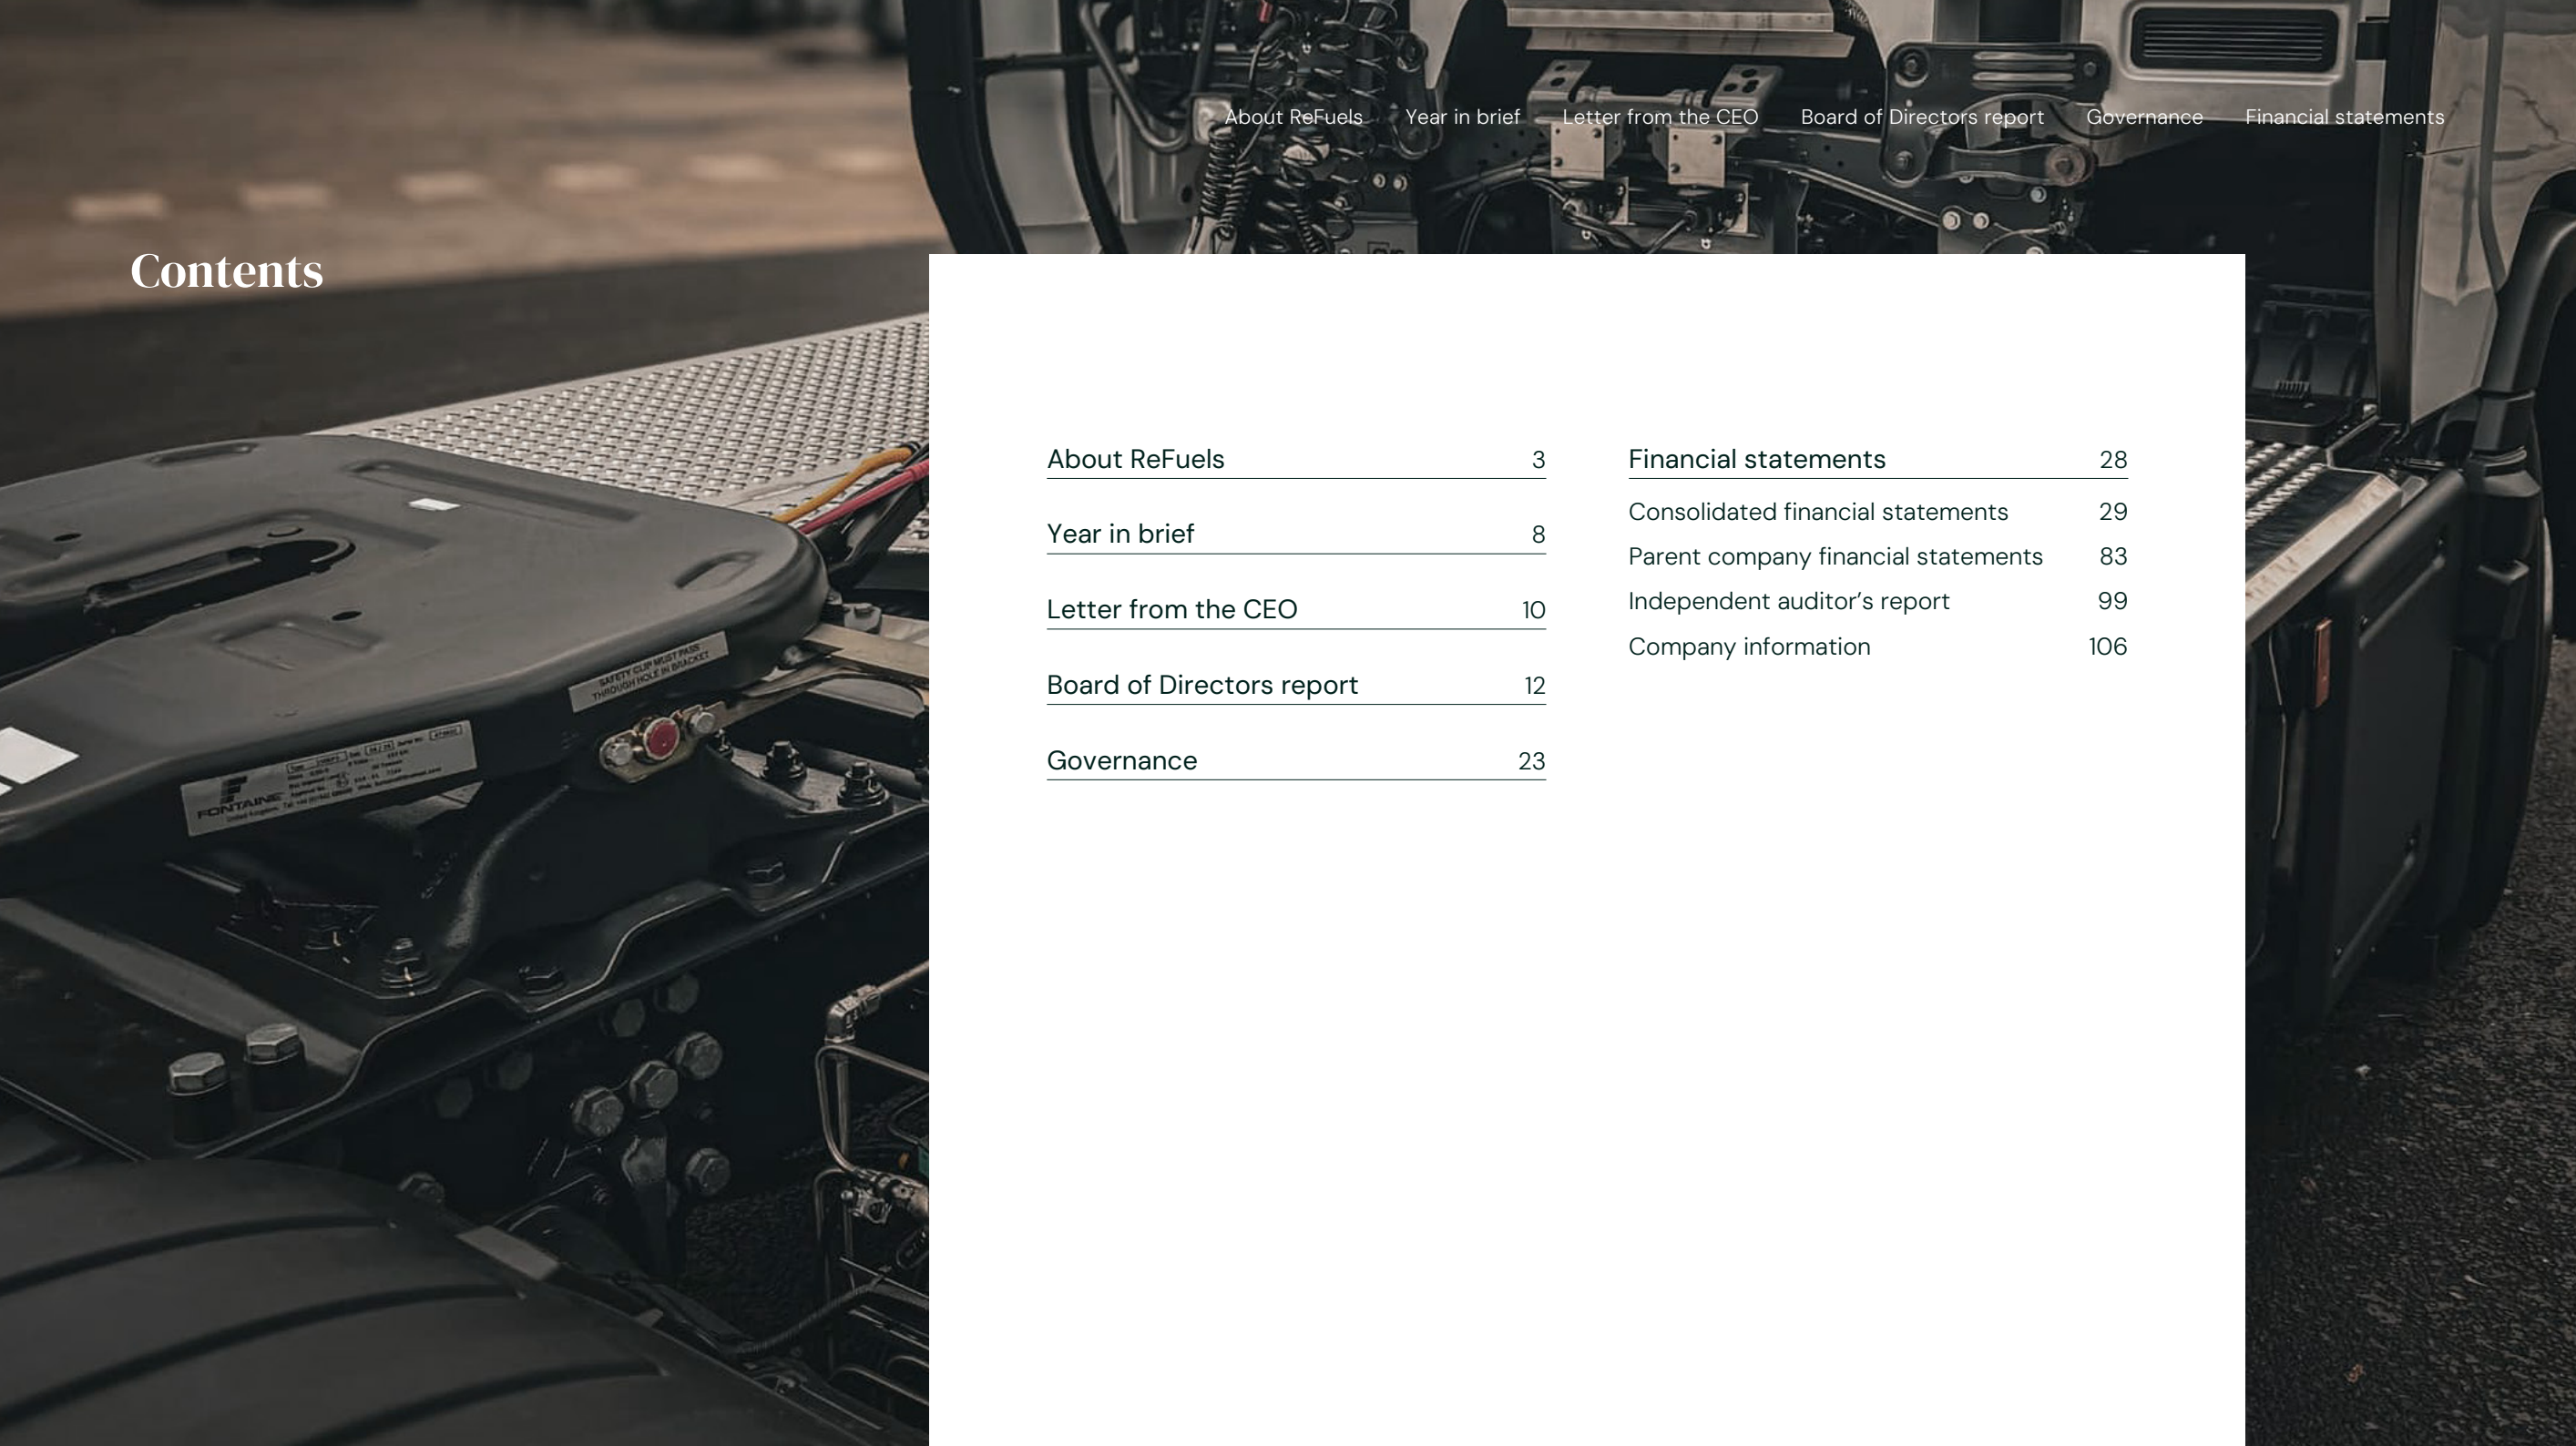 About ReFuels Year in brief Letter from the CEO Board of Directors report Governance Financial statements
Contents
About ReFuels 3
Year in brief 8
Letter from the CEO 10
Board of Directors report 12
Governance 23
Financial statements 28
Consolidated financial statements 29
Parent company financial statements 83
Independent auditor’s report 99
Company information 106
SAFETY CLIP MUST PASS
THROUGH HOLE IN BRACKET
FONTAINE
United Kingdom